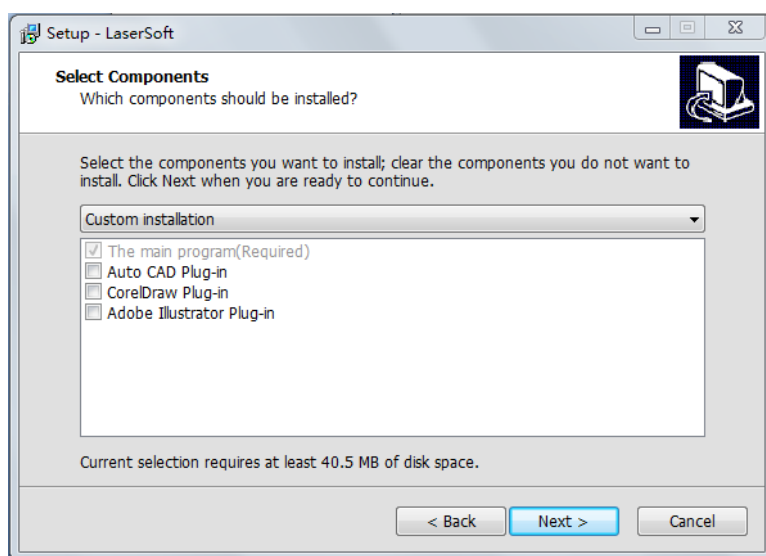 Setup - LaserSoft
Select Components
Which components should be installed?
Select the components you want to install; clear the components you do not want to
install. Click Next when you are ready to continue.
Custom installation
The main program(Required)
Auto CAD Plug-in
CorelDraw Plug-in
Adobe Illustrator Plug-in
Current selection requires at least 40.5 MB of disk space.
< Back Next > Cancel